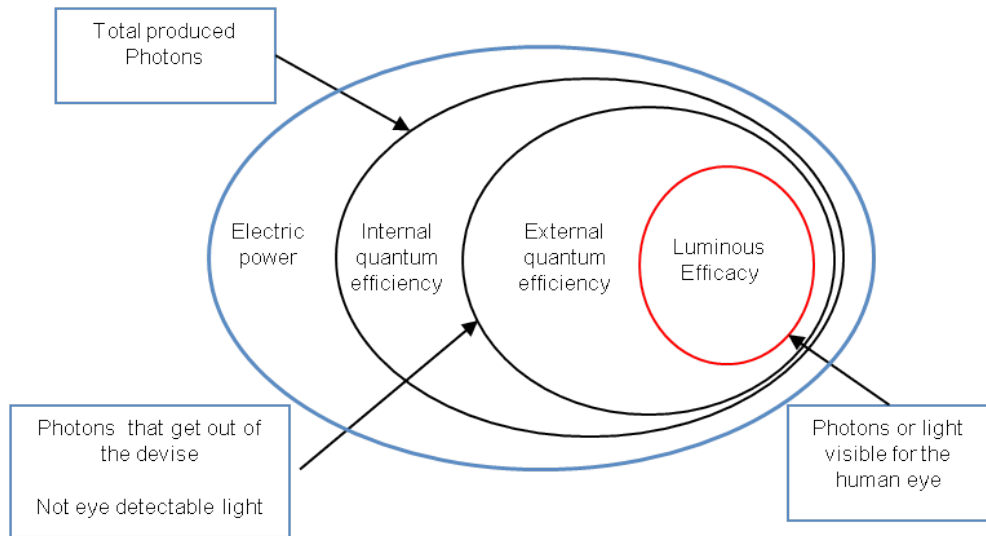 Total produced
Photons
Electric
power
Internal
quantum
efficiency
External
quantum
efficiency
Luminous
Efficacy
Photons that get out of
the devise
Not eye detectable light
Photons or light
visible for the
human eye